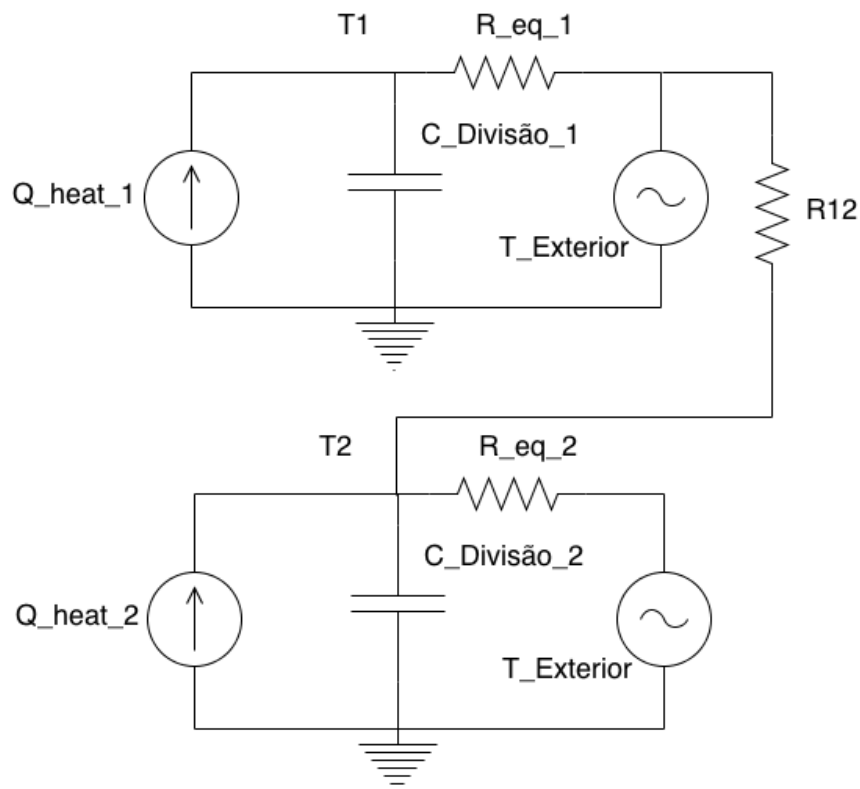 T1
R_eq_1
C_Divisão_1
Q_heat_1
R12
T_Exterior
T2
R_eq_2
C_Divisão_2
Q_heat_2
T_Exterior